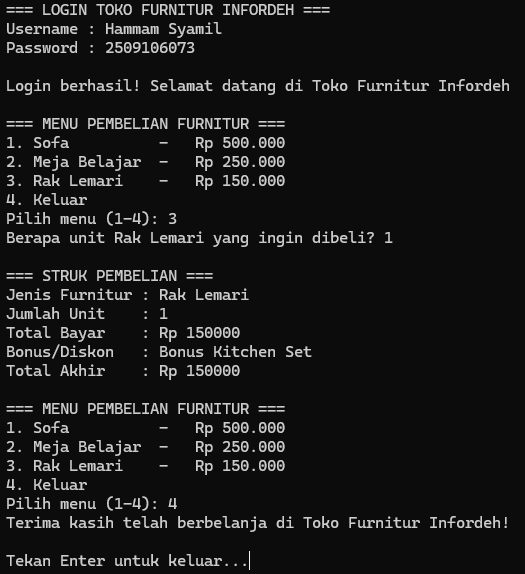 === LOGIN TOKO FURNITUR INFORDEH ===
Username : Hammam Syamil
Password : 2509106073
Login berhasil! Selamat datang di Toko Furnitur Infordeh
=== MENU PEMBELIAN FURNITUR ===
1. Sofa          -   Rp 500.000
2. Meja Belajar  -   Rp 250.000
3. Rak Lemari    -   Rp 150.000
4. Keluar
Pilih menu (1-4): 3
Berapa unit Rak Lemari yang ingin dibeli? 1
=== STRUK PEMBELIAN ===
Jenis Furnitur : Rak Lemari
Jumlah Unit    : 1
Total Bayar    : Rp 150000
Bonus/Diskon   : Bonus Kitchen Set
Total Akhir    : Rp 150000
=== MENU PEMBELIAN FURNITUR ===
1. Sofa          -   Rp 500.000
2. Meja Belajar  -   Rp 250.000
3. Rak Lemari    -   Rp 150.000
4. Keluar
Pilih menu (1-4): 4
Terima kasih telah berbelanja di Toko Furnitur Infordeh!
Tekan Enter untuk keluar...